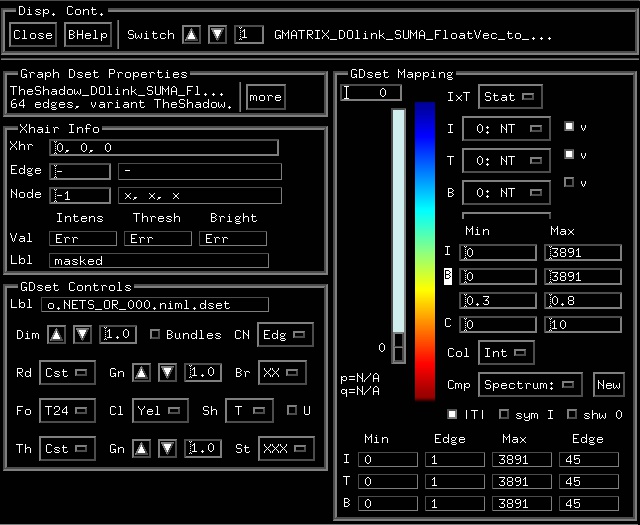 Disp. Cont.
Close BHelp Switch 1 GMATRIX_DOlink_SUMA_FloatVec_to_...
Graph Dset Properties
TheShadow_DOlink_SUMA_Fl...
64 edges, variant TheShadow.
more
Xhair Info
Xhr 0, 0, 0
Edge - -
Node -1 x, x, x
Intens Thresh Bright
Val Err Err Err
Lbl masked
GDset Controls
Lbl o.NETS_OR_000.niml.dset
Dim 1.0 Bundles CN Edg
Rd Cst Gn 1.0 Br XX
Fo T24 Cl Yel Sh T U
Th Cst Gn 1.0 St XXX
GDset Mapping
I 0
0
p=N/A
q=N/A
IxT Stat
I 0: NT v
T 0: NT v
B 0: NT v
Min Max
I 0 3891
B 0 3891
0.3 0.8
C 0 10
Col Int
Cmp Spectrum: New
|T| sym I shw 0
Min Edge Max Edge
I 0 1 3891 45
T 0 1 3891 45
B 0 1 3891 45